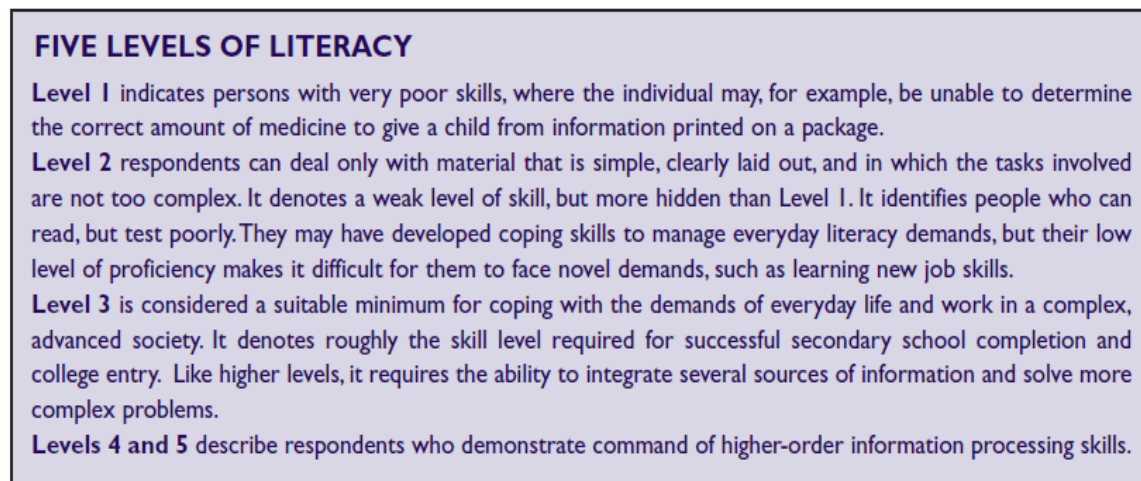 FIVE LEVELS OF LITERACY
Level 1 indicates persons with very poor skills, where the individual may, for example, be unable to determine
the correct amount of medicine to give a child from information printed on a package.
Level 2 respondents can deal only with material that is simple, clearly laid out, and in which the tasks involved
are not too complex. It denotes a weak level of skill, but more hidden than Level 1. It identifies people who can
read, but test poorly. They may have developed coping skills to manage everyday literacy demands, but their low
level of proficiency makes it difficult for them to face novel demands, such as learning new job skills.
Level 3 is considered a suitable minimum for coping with the demands of everyday life and work in a complex,
advanced society. It denotes roughly the skill level required for successful secondary school completion and
college entry. Like higher levels, it requires the ability to integrate several sources of information and solve more
complex problems.
Levels 4 and 5 describe respondents who demonstrate command of higher-order information processing skills.